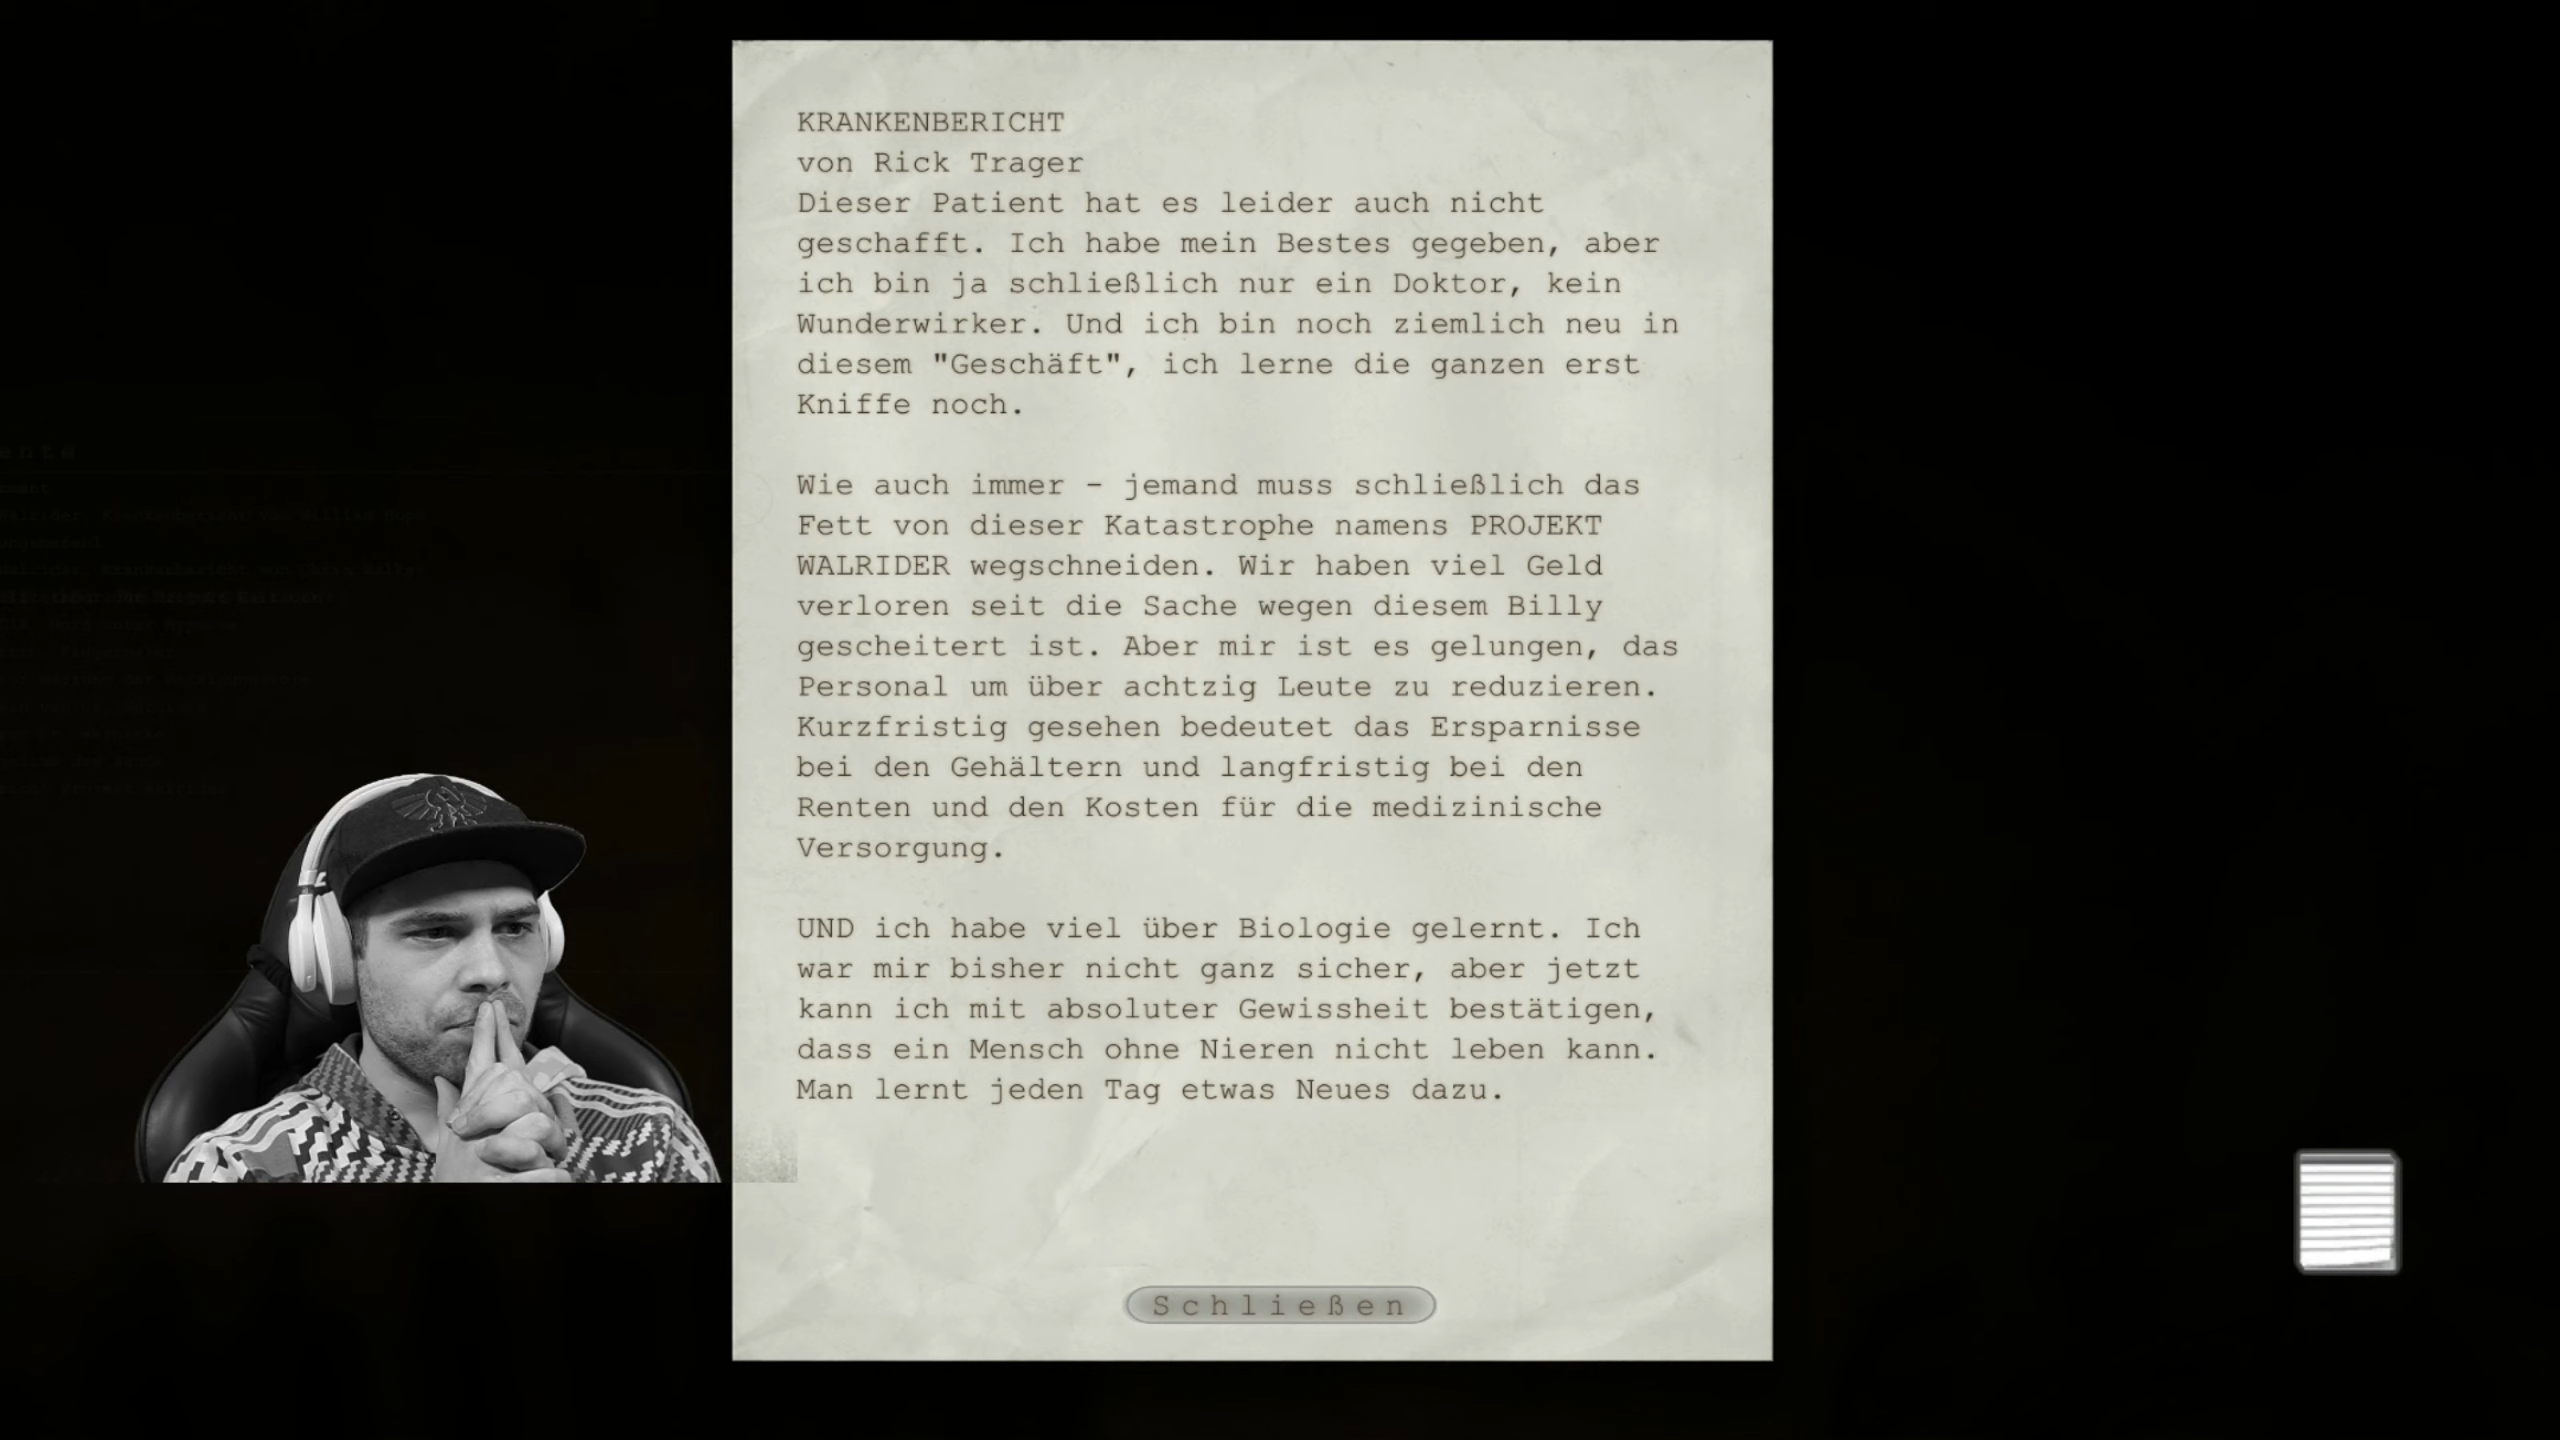 KRANKENBERICHT
von Rick Trager
Dieser Patient hat es leider auch nicht
geschafft. Ich habe mein Bestes gegeben, aber
ich bin ja schließlich nur ein Doktor, kein
Wunderwirker. Und ich bin noch ziemlich neu in
diesem "Geschäft", ich lerne die ganzen erst
Kniffe noch.
Wie auch immer - jemand muss schließlich das
Fett von dieser Katastrophe namens PROJEKT
WALRIDER wegschneiden. Wir haben viel Geld
verloren seit die Sache wegen diesem Billy
gescheitert ist. Aber mir ist es gelungen, das
Personal um über achtzig Leute zu reduzieren.
Kurzfristig gesehen bedeutet das Ersparnisse
bei den Gehältern und langfristig bei den
Renten und den Kosten für die medizinische
Versorgung.
UND ich habe viel über Biologie gelernt. Ich
war mir bisher nicht ganz sicher, aber jetzt
kann ich mit absoluter Gewissheit bestätigen,
dass ein Mensch ohne Nieren nicht leben kann.
Man lernt jeden Tag etwas Neues dazu.
Schließen